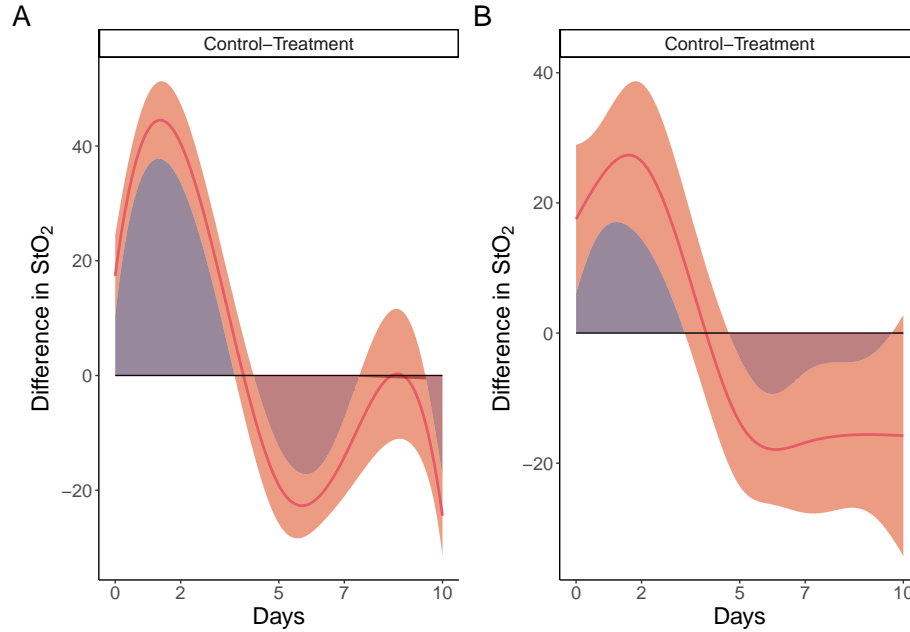 A
Control−Treatment
Difference in StO₂
40
20
0
−20
0 2 5 7 10
Days
B
Control−Treatment
Difference in StO₂
40
20
0
−20
0 2 5 7 10
Days